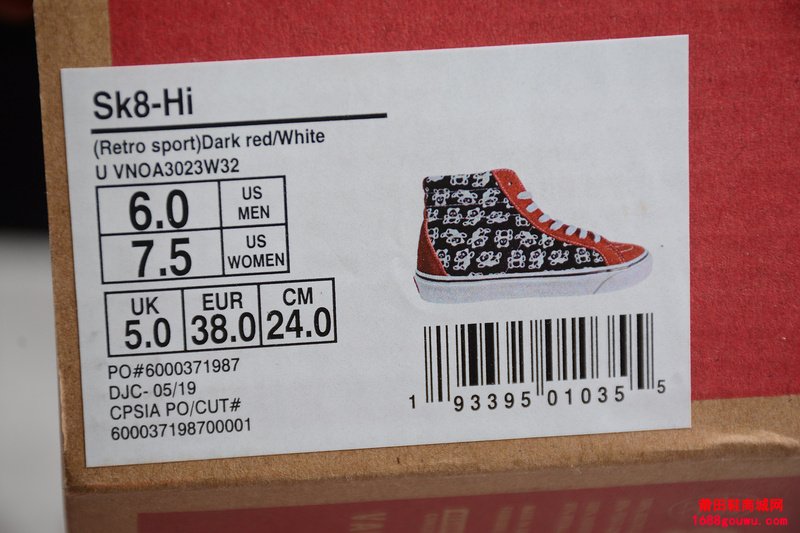 Sk8-Hi
(Retro sport)Dark red/White
U VN0A3023W32
6.0 US MEN
7.5 US WOMEN
UK EUR CM
5.0 38.0 24.0
PO#6000371987
DJC- 05/19
CPSIA PO/CUT#
600037198700001
1 93395 01035 5
莆田鞋商城网
1688gouwu.com